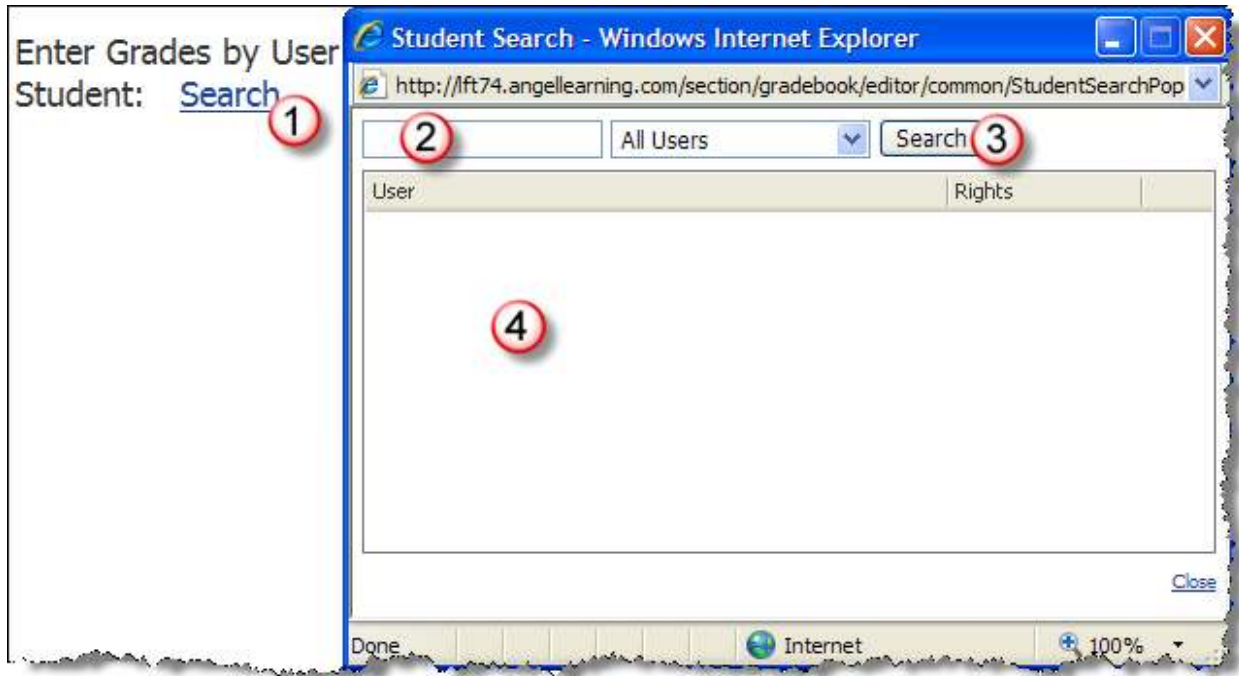 Enter Grades by User
Student: Search
1
Student Search - Windows Internet Explorer
http://lft74.angellearning.com/section/gradebook/editor/common/StudentSearchPop
2
All Users
Search
3
User Rights
4
Close
Done Internet 100%